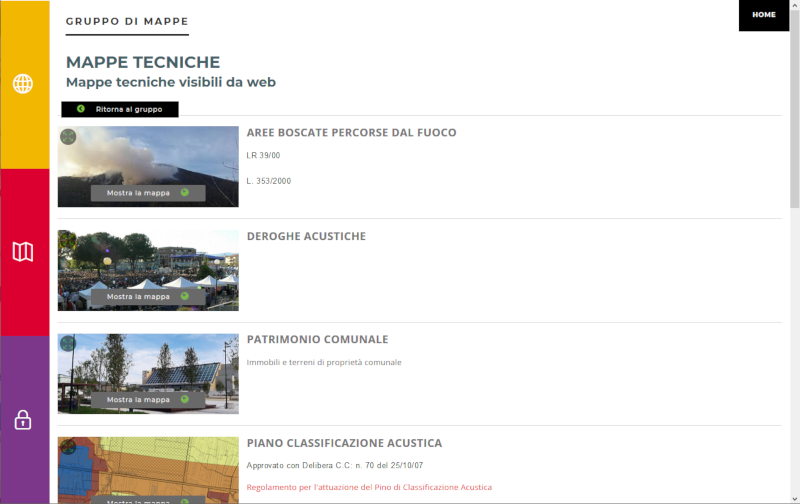 GRUPPO DI MAPPE
HOME
MAPPE TECNICHE
Mappe tecniche visibili da web
Ritorna al gruppo
AREE BOSCATE PERCORSE DAL FUOCO
LR 39/00
L. 353/2000
Mostra la mappa
DEROGHE ACUSTICHE
Mostra la mappa
PATRIMONIO COMUNALE
Immobili e terreni di proprietà comunale
Mostra la mappa
PIANO CLASSIFICAZIONE ACUSTICA
Approvato con Delibera C.C: n. 70 del 25/10/07
Regolamento per l'attuazione del Pino di Classificazione Acustica
Mostra la mappa